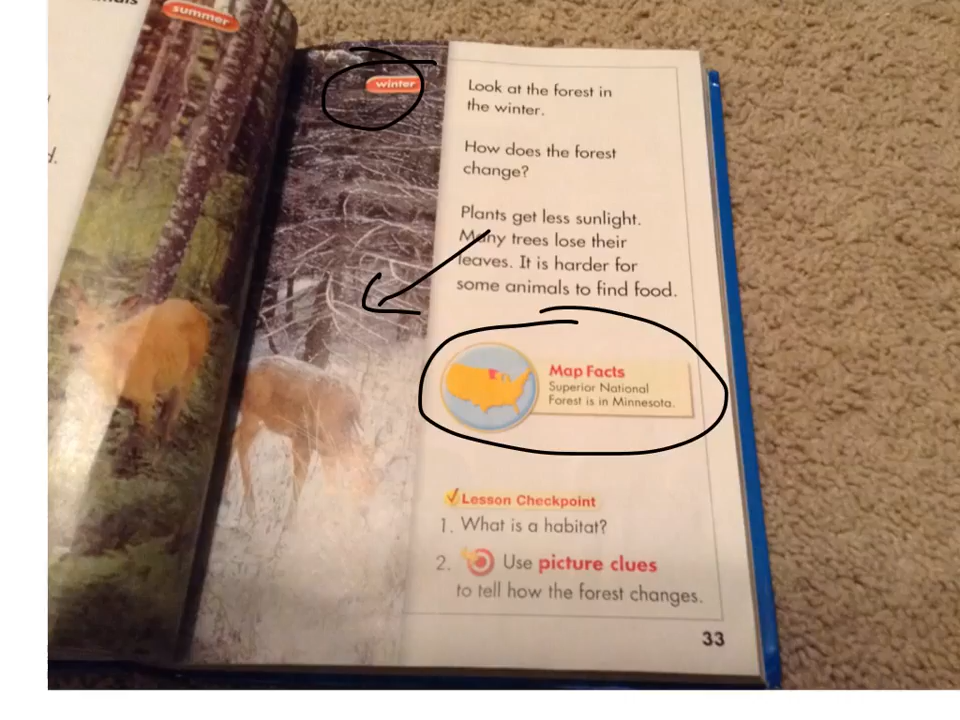 summer
winter
Look at the forest in
the winter.
How does the forest
change?
Plants get less sunlight.
Many trees lose their
leaves. It is harder for
some animals to find food.
Map Facts
Superior National
Forest is in Minnesota.
Lesson Checkpoint
1. What is a habitat?
2. Use picture clues
to tell how the forest changes.
33